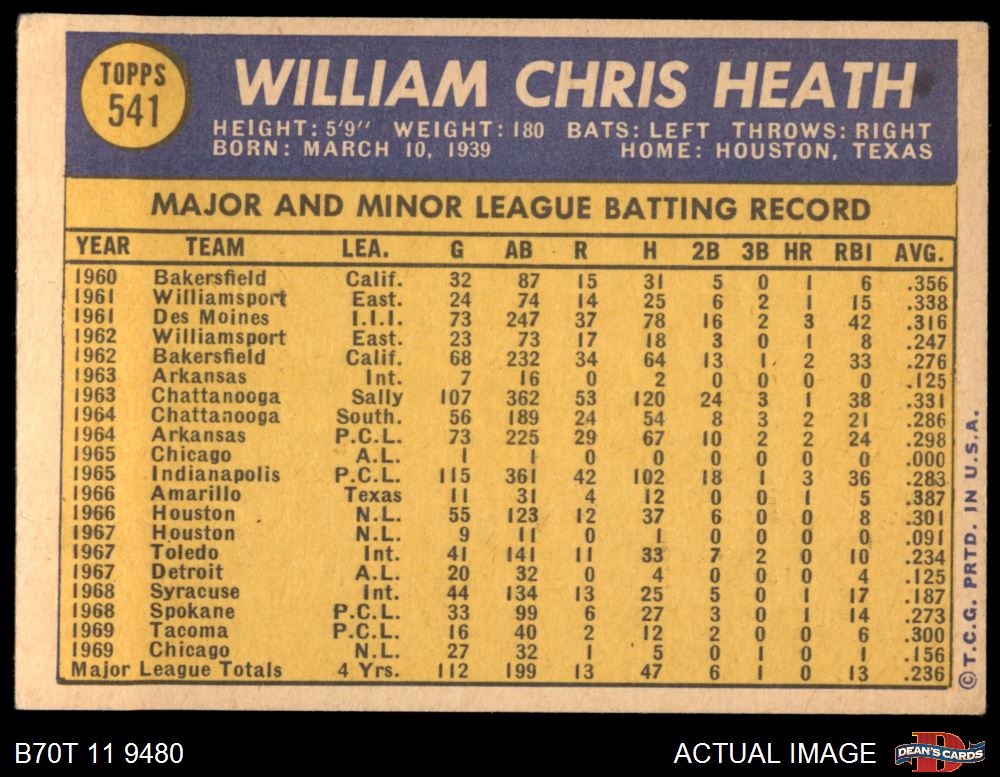 TOPPS
541
WILLIAM CHRIS HEATH
HEIGHT: 5'9" WEIGHT: 180 BATS: LEFT THROWS: RIGHT
BORN: MARCH 10, 1939 HOME: HOUSTON, TEXAS
MAJOR AND MINOR LEAGUE BATTING RECORD
YEAR TEAM LEA. G AB R H 2B 3B HR RBI AVG.
1960 Bakersfield Calif. 32 87 15 31 5 0 1 6 .356
1961 Williamsport East. 24 74 14 25 6 2 1 15 .338
1961 Des Moines I.I.I. 73 247 37 78 16 2 3 42 .316
1962 Williamsport East. 23 73 17 18 3 0 1 8 .247
1962 Bakersfield Calif. 68 232 34 64 13 1 2 33 .276
1963 Arkansas Int. 7 16 0 2 0 0 0 0 .125
1963 Chattanooga Sally 107 362 53 120 24 3 1 38 .331
1964 Chattanooga South. 56 189 24 54 8 3 2 21 .286
1964 Arkansas P.C.L. 73 225 29 67 10 2 2 24 .298
1965 Chicago A.L. 1 1 0 0 0 0 0 0 .000
1965 Indianapolis P.C.L. 115 361 42 102 18 1 3 36 .283
1966 Amarillo Texas 11 31 4 12 0 0 1 5 .387
1966 Houston N.L. 55 123 12 37 6 0 0 8 .301
1967 Houston N.L. 9 11 0 1 0 0 0 0 .091
1967 Toledo Int. 41 141 11 33 7 2 0 10 .234
1967 Detroit A.L. 20 32 0 4 0 0 0 4 .125
1968 Syracuse Int. 44 134 13 25 5 0 1 17 .187
1968 Spokane P.C.L. 33 99 6 27 3 0 1 14 .273
1969 Tacoma P.C.L. 16 40 2 12 2 0 0 6 .300
1969 Chicago N.L. 27 32 1 5 0 1 0 1 .156
Major League Totals 4 Yrs. 112 199 13 47 6 1 0 13 .236
©T.C.G. PRTD. IN U.S.A.
B70T 11 9480 ACTUAL IMAGE
DEAN'S CARDS